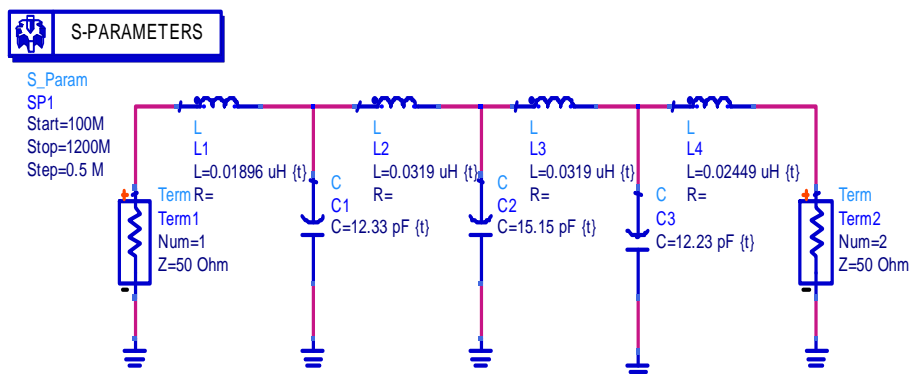 S-PARAMETERS
S_Param
SP1
Start=100M
Stop=1200M
Step=0.5 M
L
L1
L=0.01896 uH {t}
R=
L
L2
L=0.0319 uH {t}
R=
L
L3
L=0.0319 uH {t}
R=
L
L4
L=0.02449 uH {t}
R=
Term
Term1
Num=1
Z=50 Ohm
C
C1
C=12.33 pF {t}
C
C2
C=15.15 pF {t}
C
C3
C=12.23 pF {t}
Term
Term2
Num=2
Z=50 Ohm